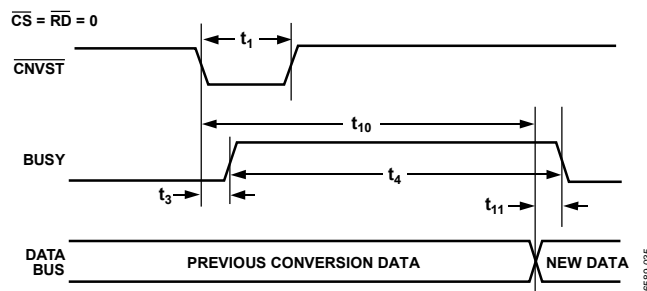 CS = RD = 0
t1
CNVST
t10
BUSY
t4
t3
t11
DATA
BUS
PREVIOUS CONVERSION DATA
NEW DATA